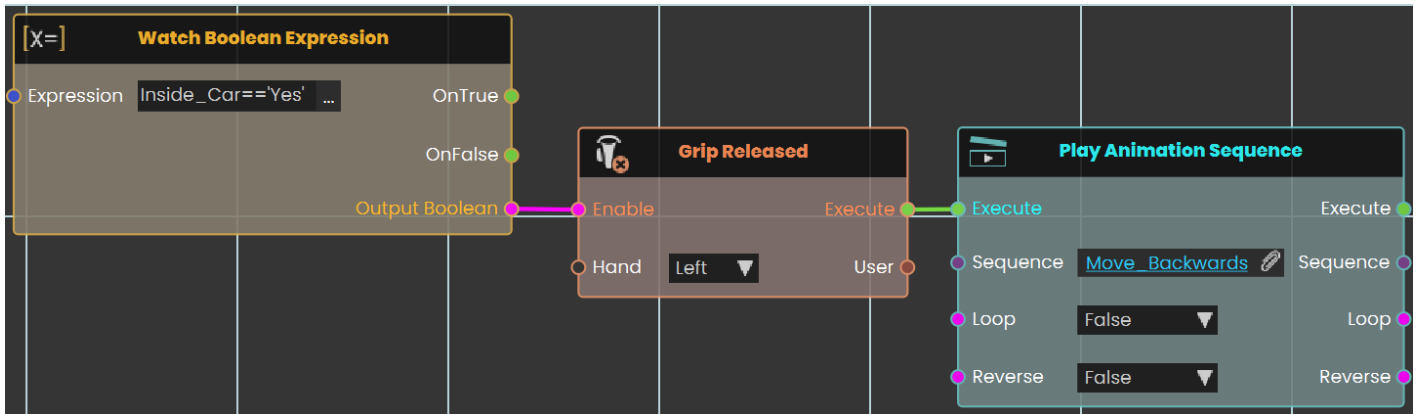 [X=] Watch Boolean Expression
Expression Inside_Car=='Yes' ... OnTrue
OnFalse
Output Boolean
Grip Released
Enable Execute
Hand Left User
Play Animation Sequence
Execute Execute
Sequence Move_Backwards Sequence
Loop False Loop
Reverse False Reverse